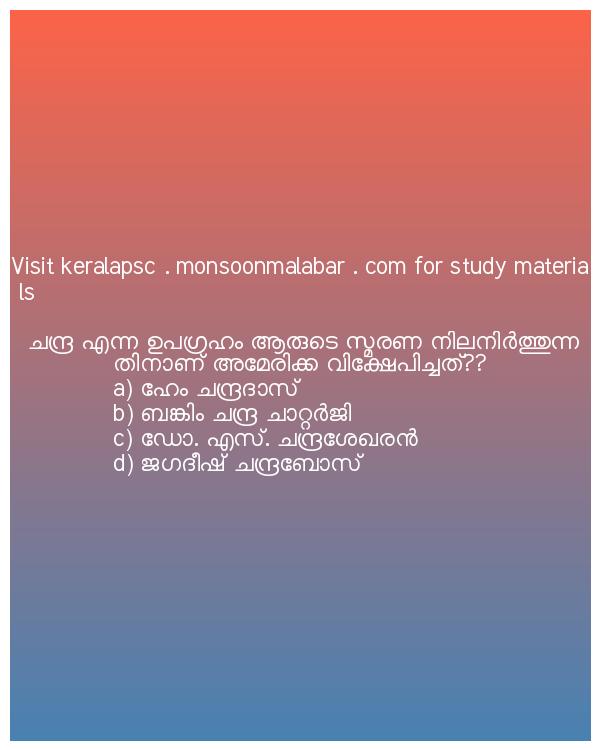 Visit keralapsc . monsoonmalabar . com for study materia
ls
ചന്ദ്ര എന്ന ഉപഗ്രഹം ആരുടെ സ്മരണ നിലനിർത്തുന്ന
തിനാണ് അമേരിക്ക വിക്ഷേപിച്ചത്??
a) ഹേം ചന്ദ്രദാസ്
b) ബങ്കിം ചന്ദ്ര ചാറ്റർജി
c) ഡോ. എസ്. ചന്ദ്രശേഖരൻ
d) ജഗദീഷ് ചന്ദ്രബോസ്